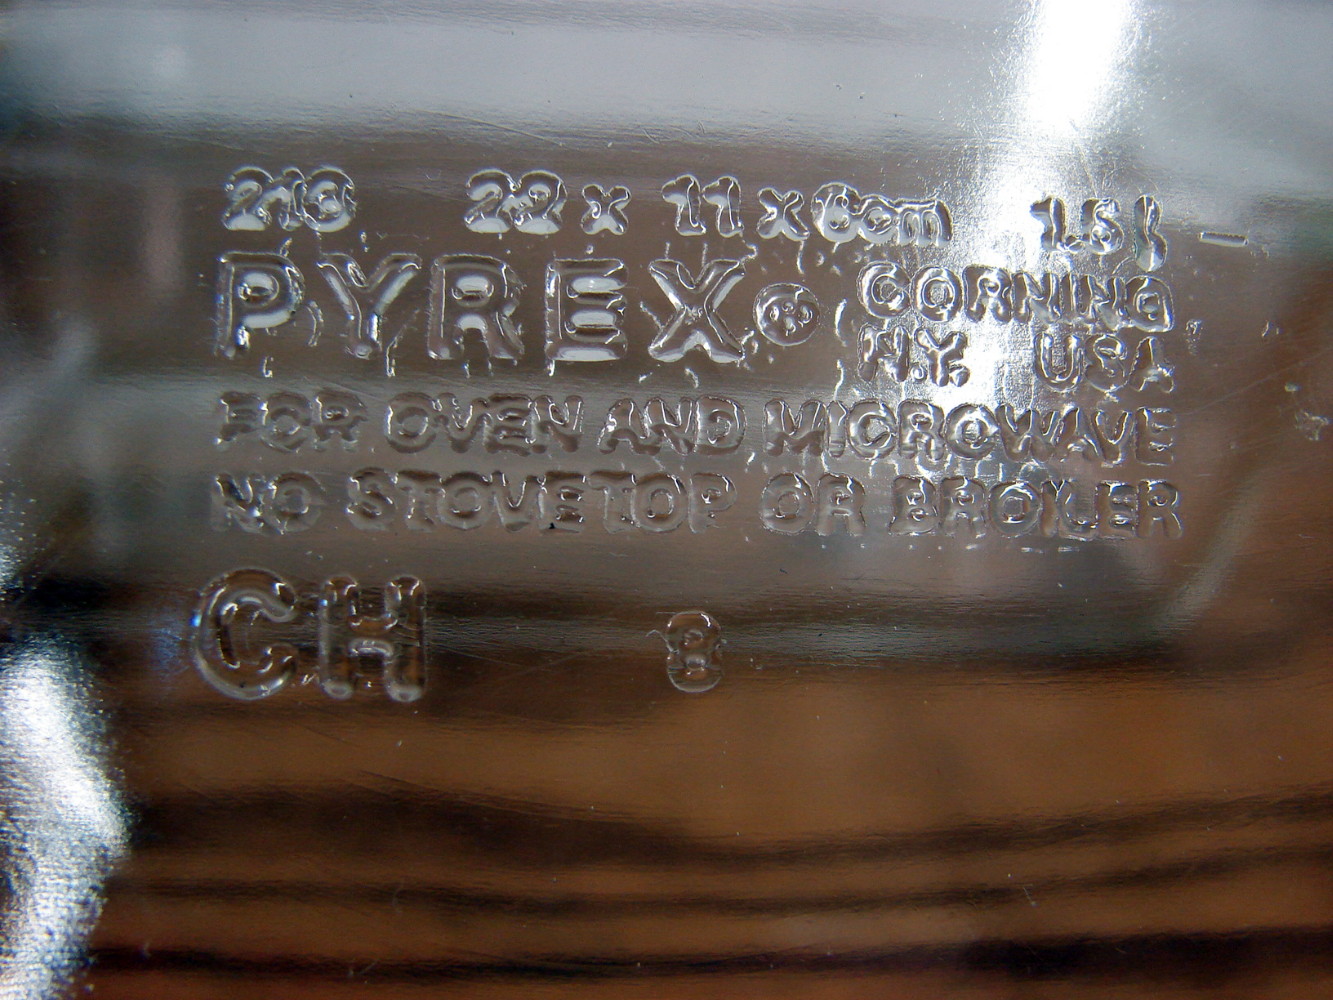 213 22 x 11 x 6cm 1.5 l
PYREX® CORNING
N.Y. USA
FOR OVEN AND MICROWAVE
NO STOVETOP OR BROILER
CH 8